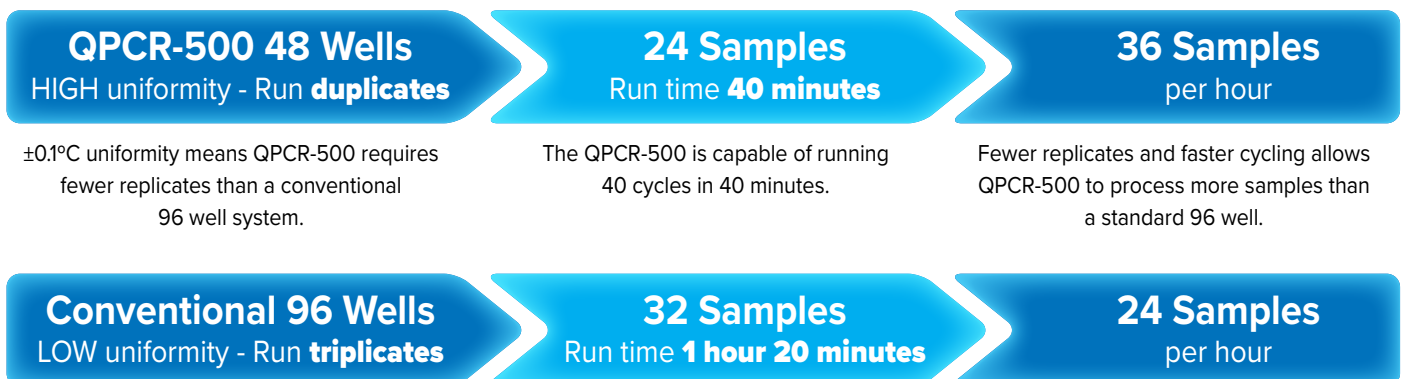 QPCR-500 48 Wells
HIGH uniformity - Run duplicates
24 Samples
Run time 40 minutes
36 Samples
per hour
±0.1ºC uniformity means QPCR-500 requires
fewer replicates than a conventional
96 well system.
The QPCR-500 is capable of running
40 cycles in 40 minutes.
Fewer replicates and faster cycling allows
QPCR-500 to process more samples than
a standard 96 well.
Conventional 96 Wells
LOW uniformity - Run triplicates
32 Samples
Run time 1 hour 20 minutes
24 Samples
per hour